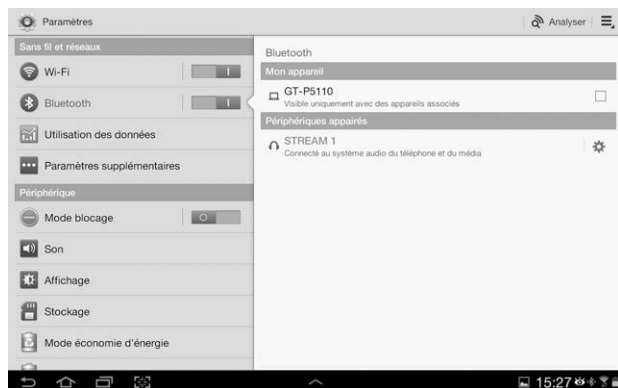 Paramètres
Analyser
Sans fil et réseaux
Wi-Fi
Bluetooth
Utilisation des données
Paramètres supplémentaires
Périphérique
Mode blocage
Son
Affichage
Stockage
Mode économie d'énergie
Bluetooth
Mon appareil
GT-P5110
Visible uniquement avec des appareils associés
Périphériques appairés
STREAM 1
Connecté au système audio du téléphone et du média
15:27